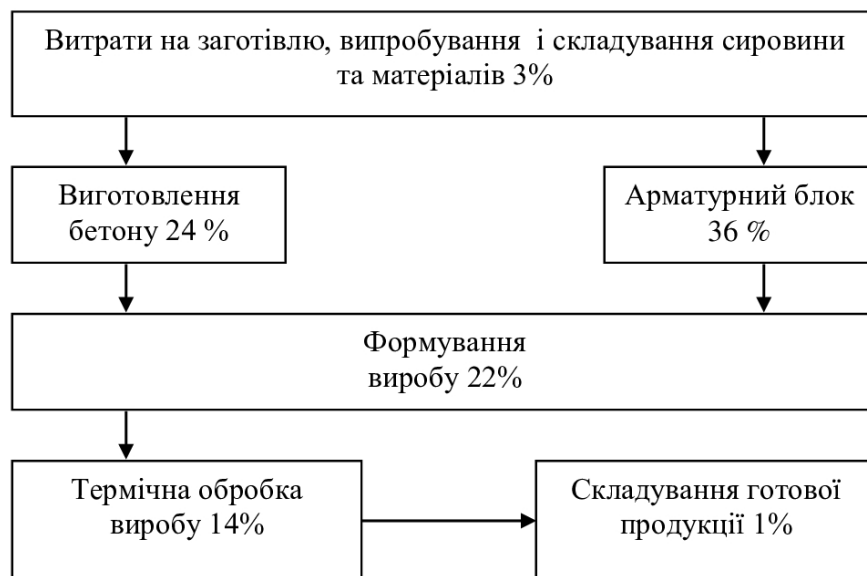 Витрати на заготівлю, випробування і складування сировини
та матеріалів 3%
Виготовлення
бетону 24 %
Арматурний блок
36 %
Формування
виробу 22%
Термічна обробка
виробу 14%
Складування готової
продукції 1%